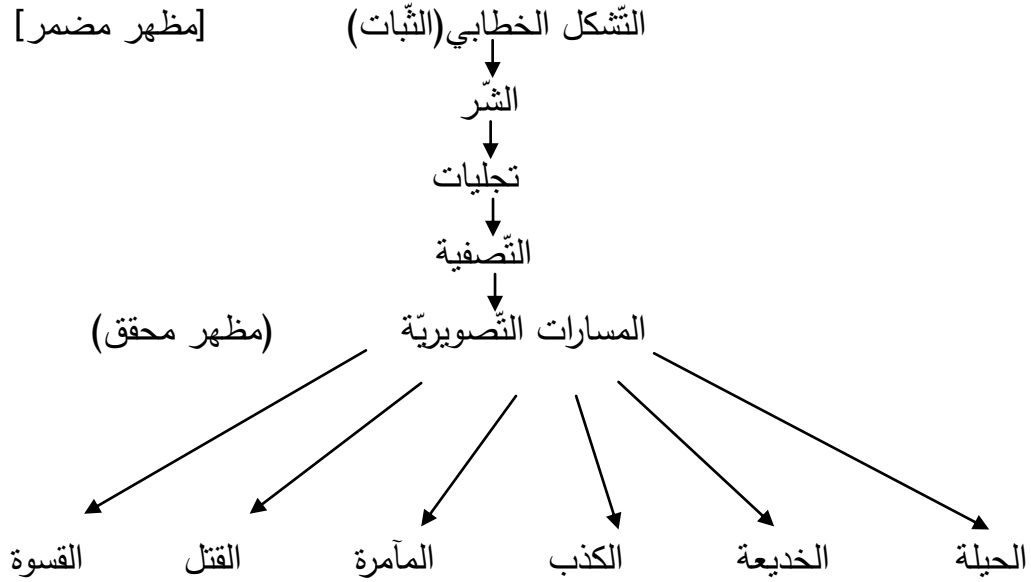 التّشكل الخطابي(الثّبات) [مظهر مضمر]
الشّر
تجليات
التّصفية
المسارات التّصويريّة (مظهر محقق)
الحيلة الخديعة الكذب المآمرة القتل القسوة